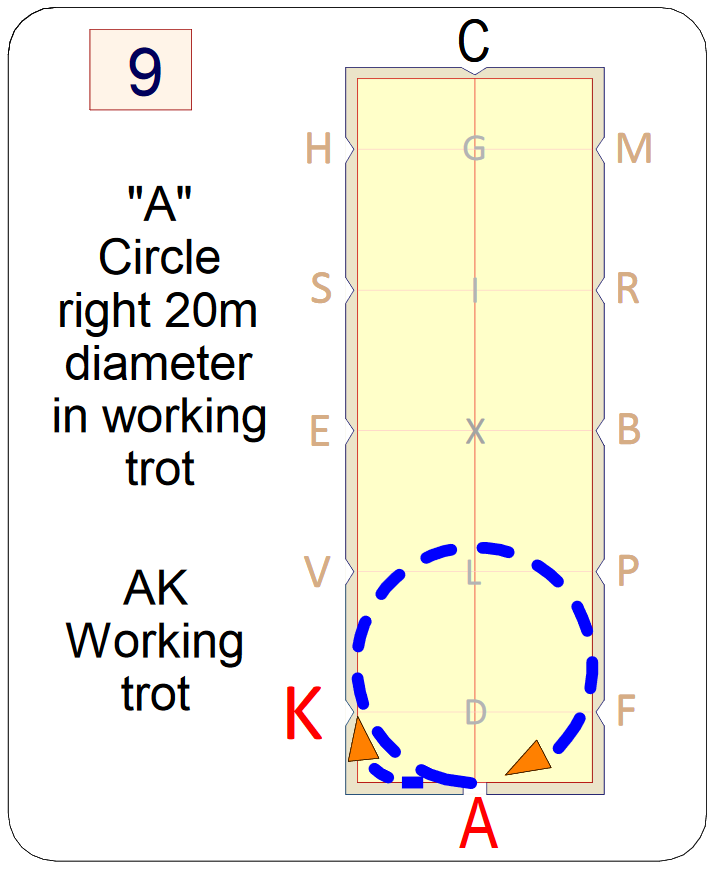 9
C
H G M
"A"
Circle
right 20m
diameter
in working
trot
S I R
E X B
V L P
AK
Working
trot
K D F
A